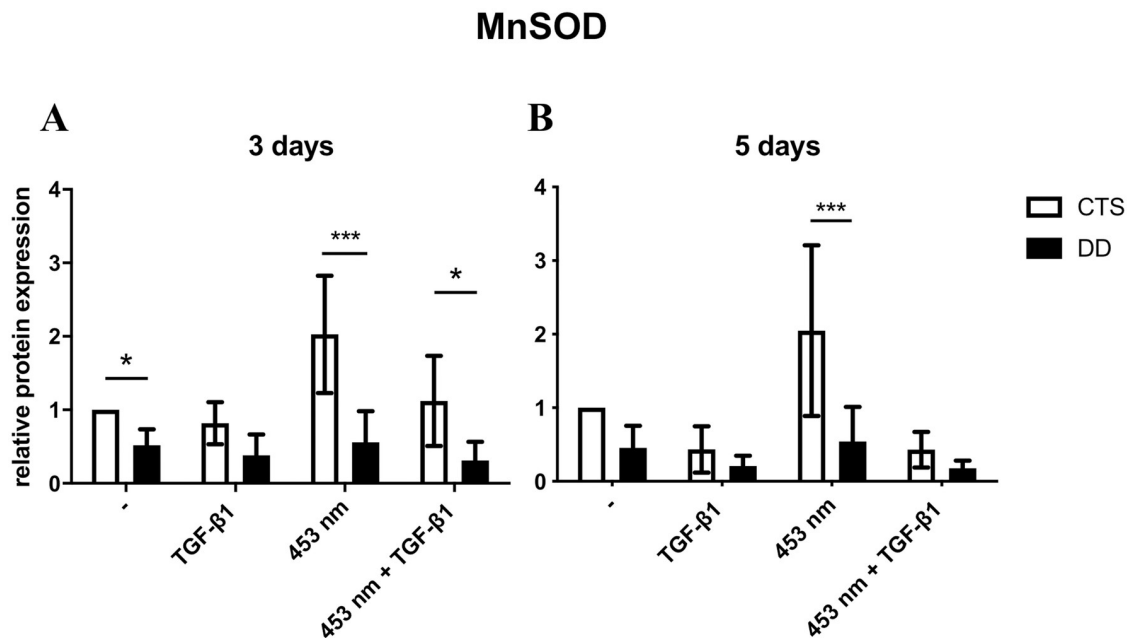 MnSOD
A
3 days
relative protein expression
4
3
2
1
0
*
***
*
-
TGF-β1
453 nm
453 nm + TGF-β1
B
5 days
4
3
2
1
0
***
-
TGF-β1
453 nm
453 nm + TGF-β1
CTS
DD